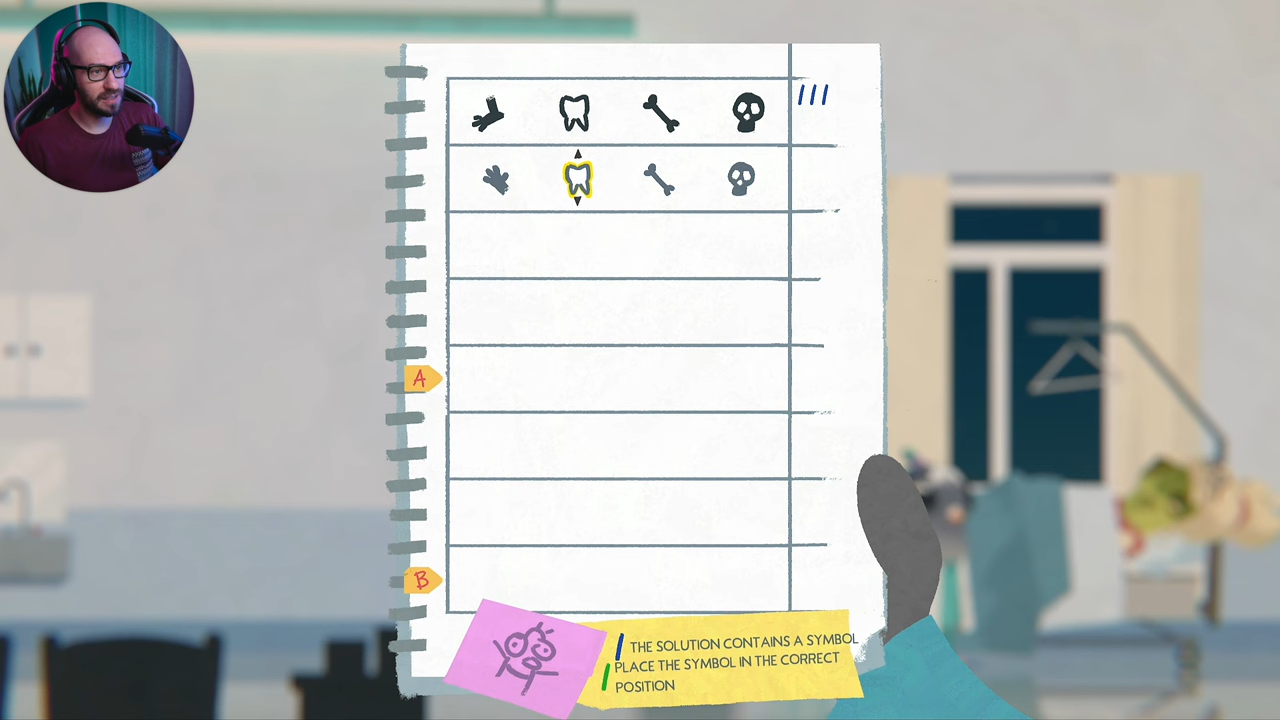 A
B
THE SOLUTION CONTAINS A SYMBOL
PLACE THE SYMBOL IN THE CORRECT
POSITION